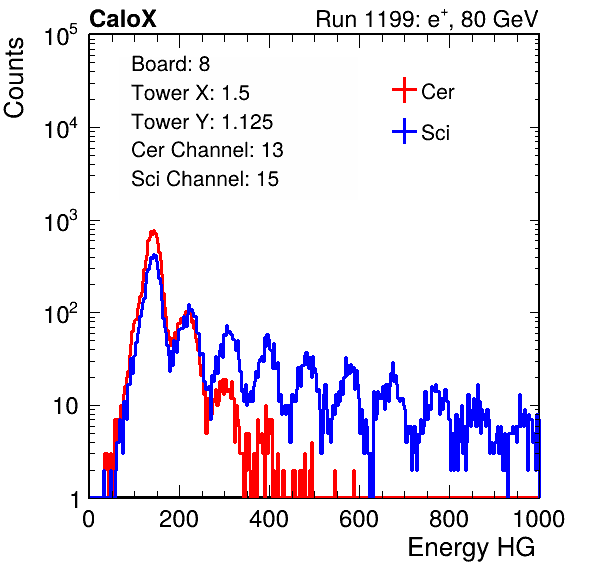 CaloX Run 1199: e⁺, 80 GeV
Counts
10⁵
10⁴
10³
10²
10
1
Board: 8
Tower X: 1.5
Tower Y: 1.125
Cer Channel: 13
Sci Channel: 15
Cer
Sci
0 200 400 600 800 1000
Energy HG